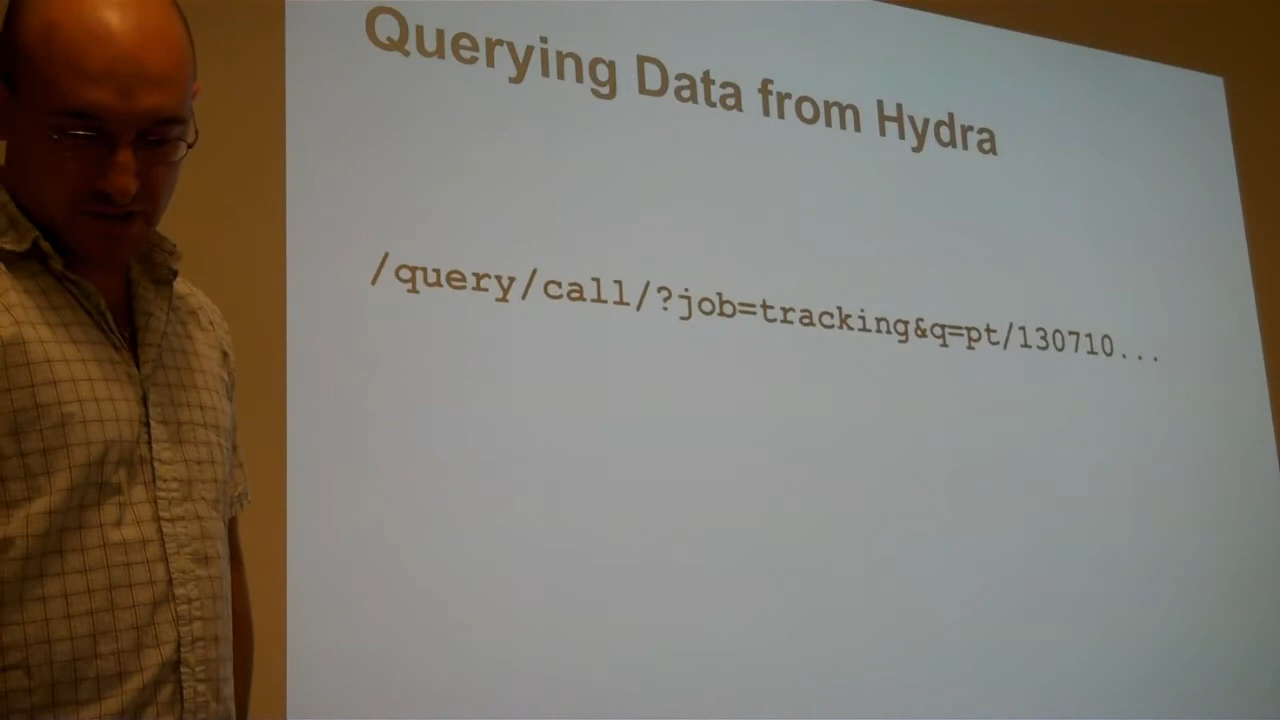 Querying Data from Hydra
/query/call/?job=tracking&q=pt/130710...